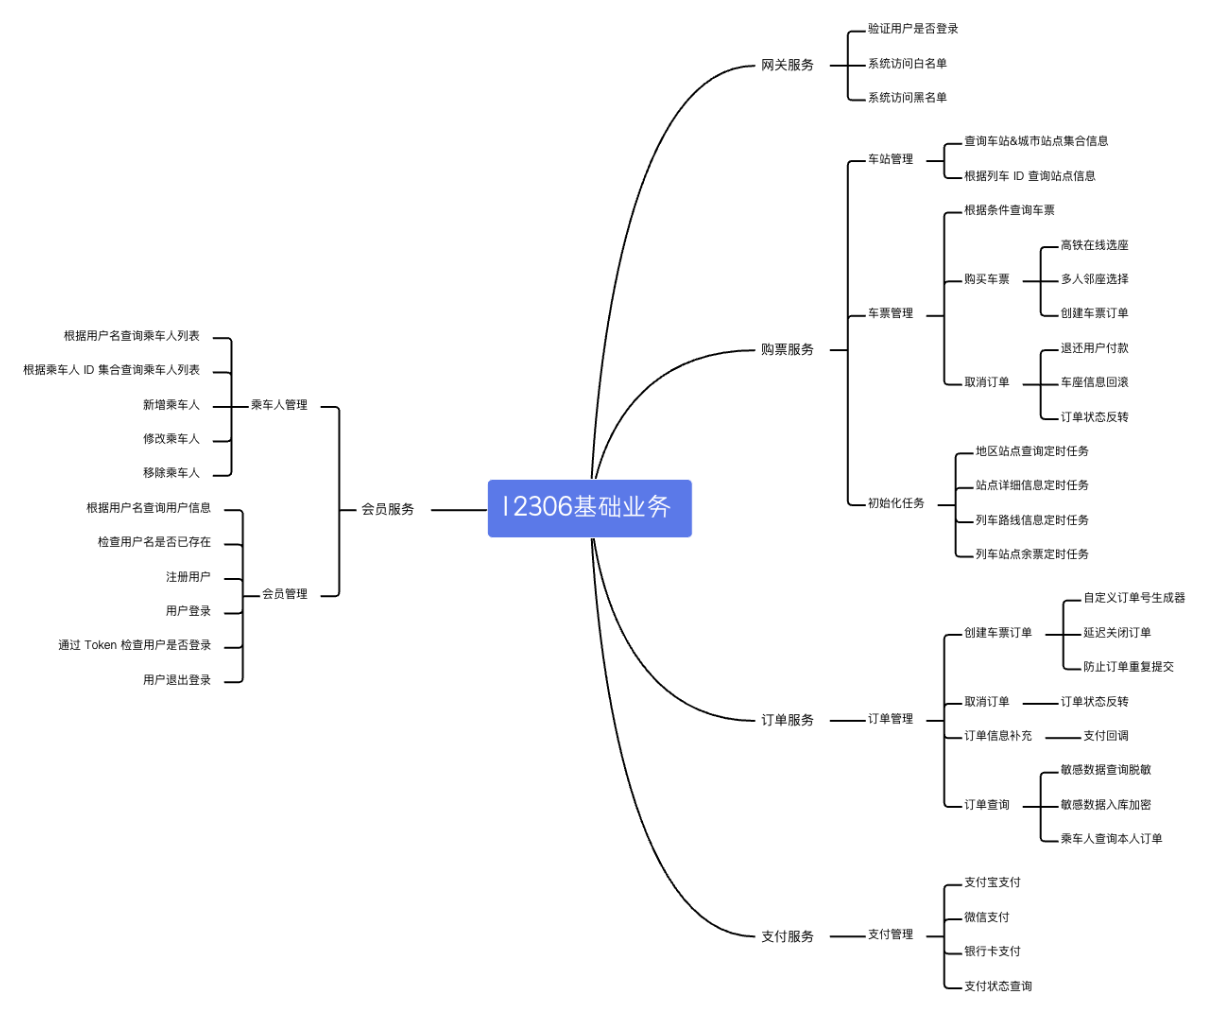 12306基础业务
网关服务
验证用户是否登录
系统访问白名单
系统访问黑名单
购票服务
车站管理
查询车站&城市站点集合信息
根据列车 ID 查询站点信息
车票管理
根据条件查询车票
购买车票
高铁在线选座
多人邻座选择
创建车票订单
取消订单
退还用户付款
车座信息回滚
订单状态反转
初始化任务
地区站点查询定时任务
站点详细信息定时任务
列车路线信息定时任务
列车站点余票定时任务
订单服务
订单管理
创建车票订单
自定义订单号生成器
延迟关闭订单
防止订单重复提交
取消订单
订单状态反转
订单信息补充
支付回调
订单查询
敏感数据查询脱敏
敏感数据入库加密
乘车人查询本人订单
支付服务
支付管理
支付宝支付
微信支付
银行卡支付
支付状态查询
会员服务
乘车人管理
根据用户名查询乘车人列表
根据乘车人 ID 集合查询乘车人列表
新增乘车人
修改乘车人
移除乘车人
会员管理
根据用户名查询用户信息
检查用户名是否已存在
注册用户
用户登录
通过 Token 检查用户是否登录
用户退出登录